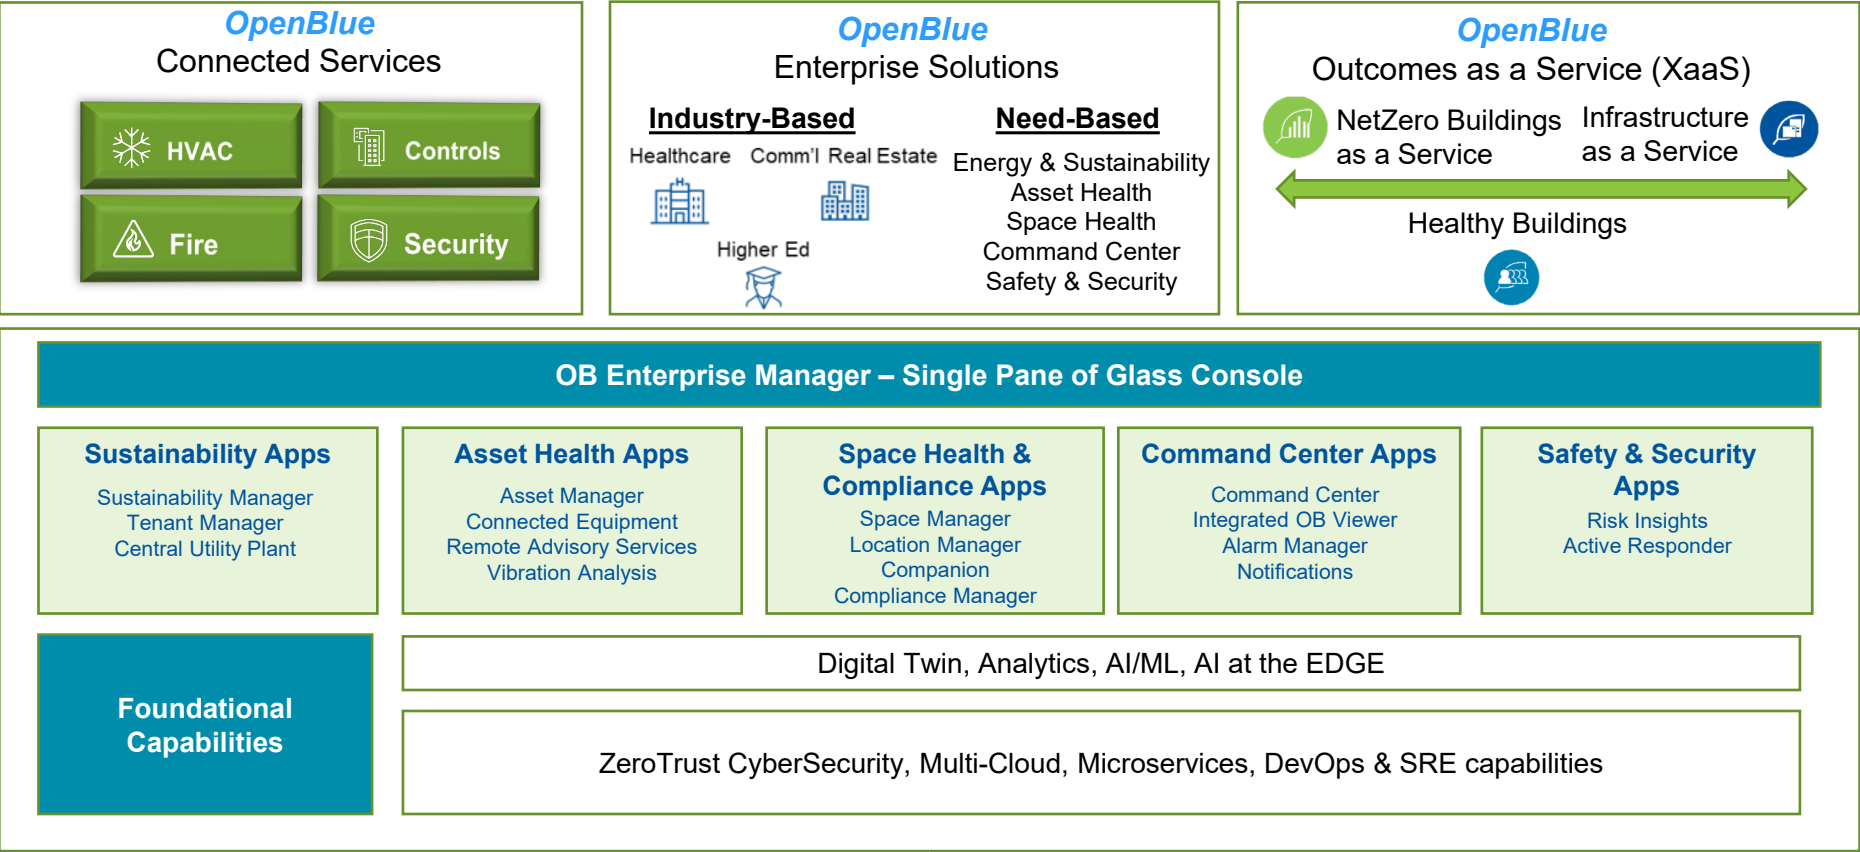 OpenBlue
Connected Services
HVAC
Controls
Fire
Security
OpenBlue
Enterprise Solutions
Industry-Based
Healthcare
Comm'l Real Estate
Higher Ed
Need-Based
Energy & Sustainability
Asset Health
Space Health
Command Center
Safety & Security
OpenBlue
Outcomes as a Service (XaaS)
NetZero Buildings
as a Service
Infrastructure
as a Service
Healthy Buildings
OB Enterprise Manager – Single Pane of Glass Console
Sustainability Apps
Sustainability Manager
Tenant Manager
Central Utility Plant
Asset Health Apps
Asset Manager
Connected Equipment
Remote Advisory Services
Vibration Analysis
Space Health &
Compliance Apps
Space Manager
Location Manager
Companion
Compliance Manager
Command Center Apps
Command Center
Integrated OB Viewer
Alarm Manager
Notifications
Safety & Security
Apps
Risk Insights
Active Responder
Foundational
Capabilities
Digital Twin, Analytics, AI/ML, AI at the EDGE
ZeroTrust CyberSecurity, Multi-Cloud, Microservices, DevOps & SRE capabilities